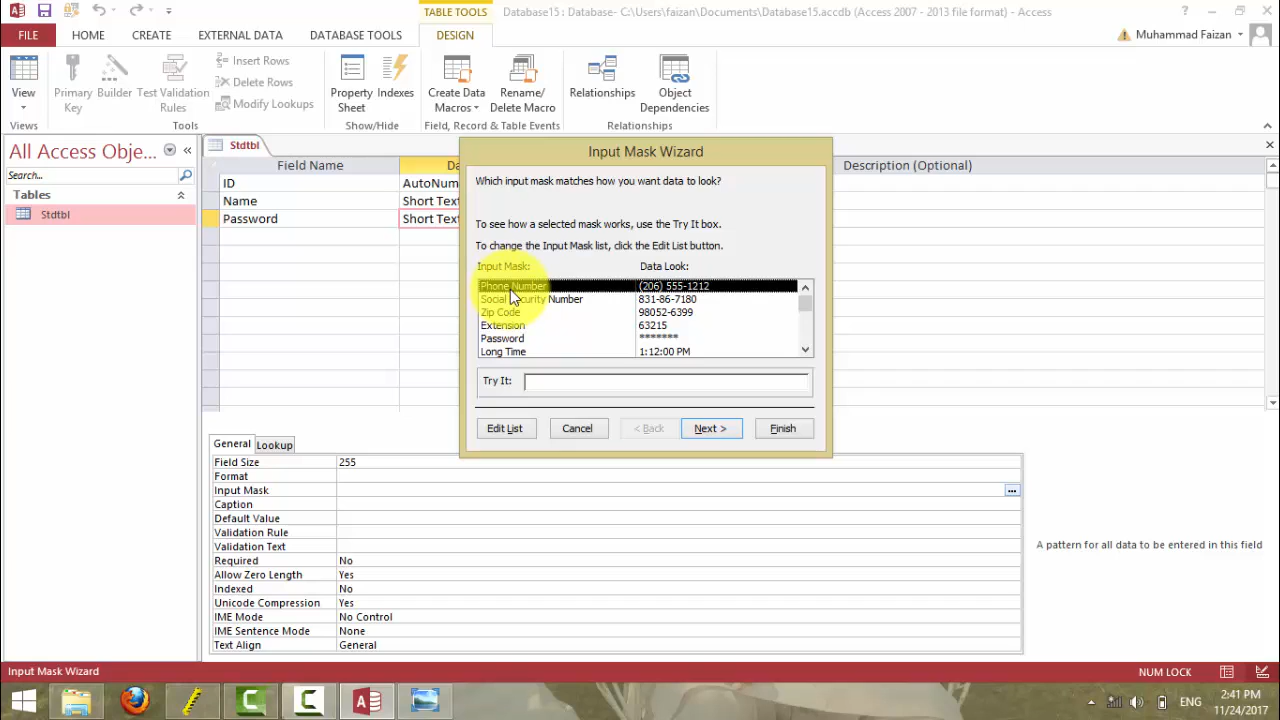 TABLE TOOLS
Database15 : Database- C:\Users\faizan\Documents\Database15.accdb (Access 2007 - 2013 file format) - Access
?
FILE HOME CREATE EXTERNAL DATA DATABASE TOOLS DESIGN
Muhammad Faizan
View
Primary Key
Builder
Test Validation Rules
Insert Rows
Delete Rows
Modify Lookups
Property Sheet
Indexes
Create Data Macros
Rename/ Delete Macro
Relationships
Object Dependencies
Views Tools Show/Hide Field, Record & Table Events Relationships
All Access Obje...
Search...
Tables
Stdtbl
Stdtbl
Field Name Da Description (Optional)
ID AutoNum
Name Short Text
Password Short Text
Input Mask Wizard
Which input mask matches how you want data to look?
To see how a selected mask works, use the Try It box.
To change the Input Mask list, click the Edit List button.
Input Mask: Data Look:
Phone Number (206) 555-1212
Social Security Number 831-86-7180
Zip Code 98052-6399
Extension 63215
Password *******
Long Time 1:12:00 PM
Try It:
Edit List Cancel < Back Next > Finish
General Lookup
Field Size 255
Format
Input Mask ...
Caption
Default Value
Validation Rule
Validation Text
Required No
Allow Zero Length Yes
Indexed No
Unicode Compression Yes
IME Mode No Control
IME Sentence Mode None
Text Align General
A pattern for all data to be entered in this field
Input Mask Wizard
NUM LOCK
ENG
2:41 PM
11/24/2017